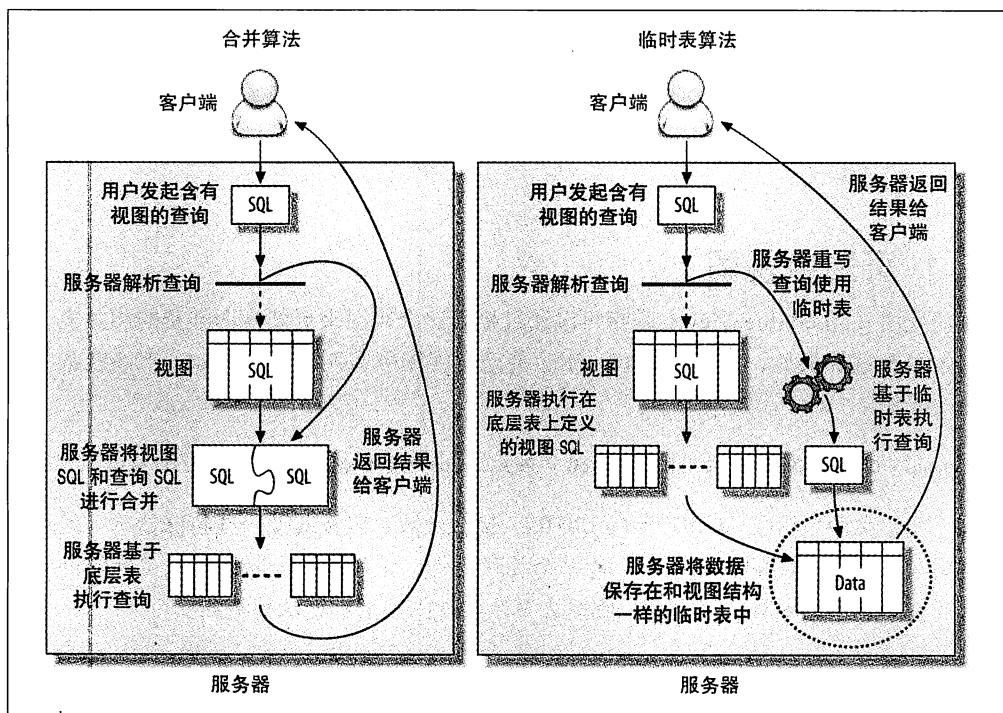 合并算法
客户端
用户发起含有
视图的查询
SQL
服务器解析查询
视图
SQL
服务器将视图
SQL 和查询 SQL
进行合并
SQL
SQL
服务器
返回结果
给客户端
服务器基于
底层表
执行查询
服务器
临时表算法
客户端
用户发起含有
视图的查询
SQL
服务器返回
结果给
客户端
服务器解析查询
服务器重写
查询使用
临时表
视图
SQL
服务器
基于临
时表执
行查询
服务器执行在
底层表上定义
的视图 SQL
SQL
服务器将数据
保存在和视图结构
一样的临时表中
Data
服务器